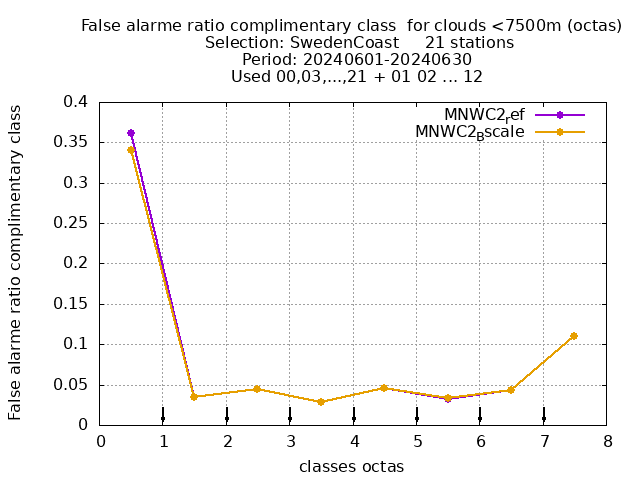 False alarme ratio complimentary class  for clouds <7500m (octas)
Selection: SwedenCoast     21 stations
Period: 20240601-20240630
Used 00,03,...,21 + 01 02 ... 12
MNWC2ref
MNWC2Bscale
0.4
0.35
0.3
0.25
0.2
0.15
0.1
0.05
0
False alarme ratio complimentary class
0 1 2 3 4 5 6 7 8
classes octas